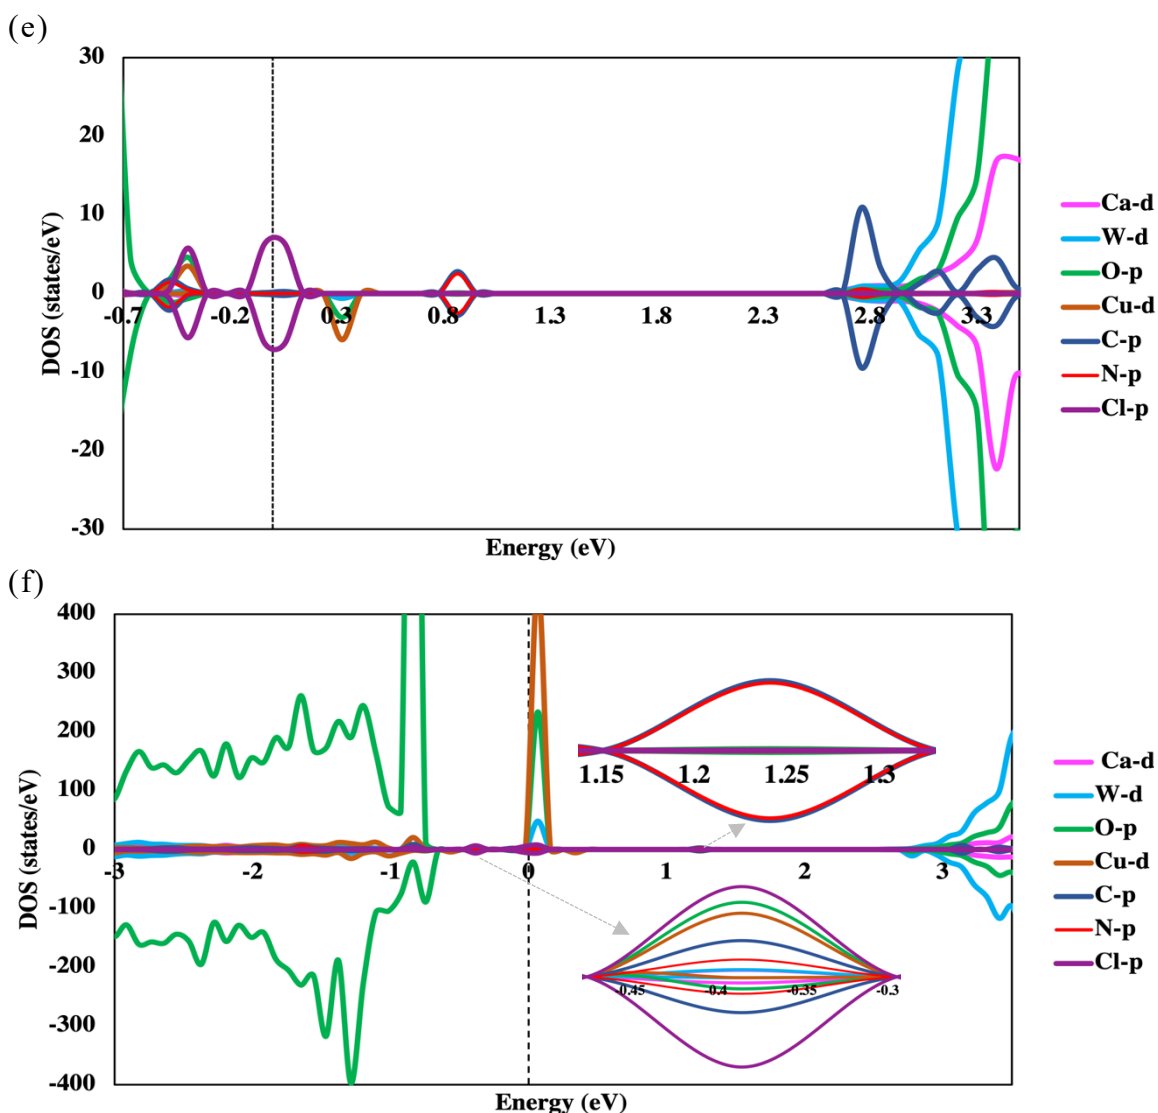 (e)
30
20
10
0
-10
-20
-30
DOS (states/eV)
-0.7 -0.2 0.3 0.8 1.3 1.8 2.3 2.8 3.3
Energy (eV)
Ca-d
W-d
O-p
Cu-d
C-p
N-p
Cl-p
(f)
400
300
200
100
0
-100
-200
-300
-400
DOS (states/eV)
1.15 1.2 1.25 1.3
-3 -2 -1 0 1 2 3
-0.45 -0.4 -0.35 -0.3
Energy (eV)
Ca-d
W-d
O-p
Cu-d
C-p
N-p
Cl-p